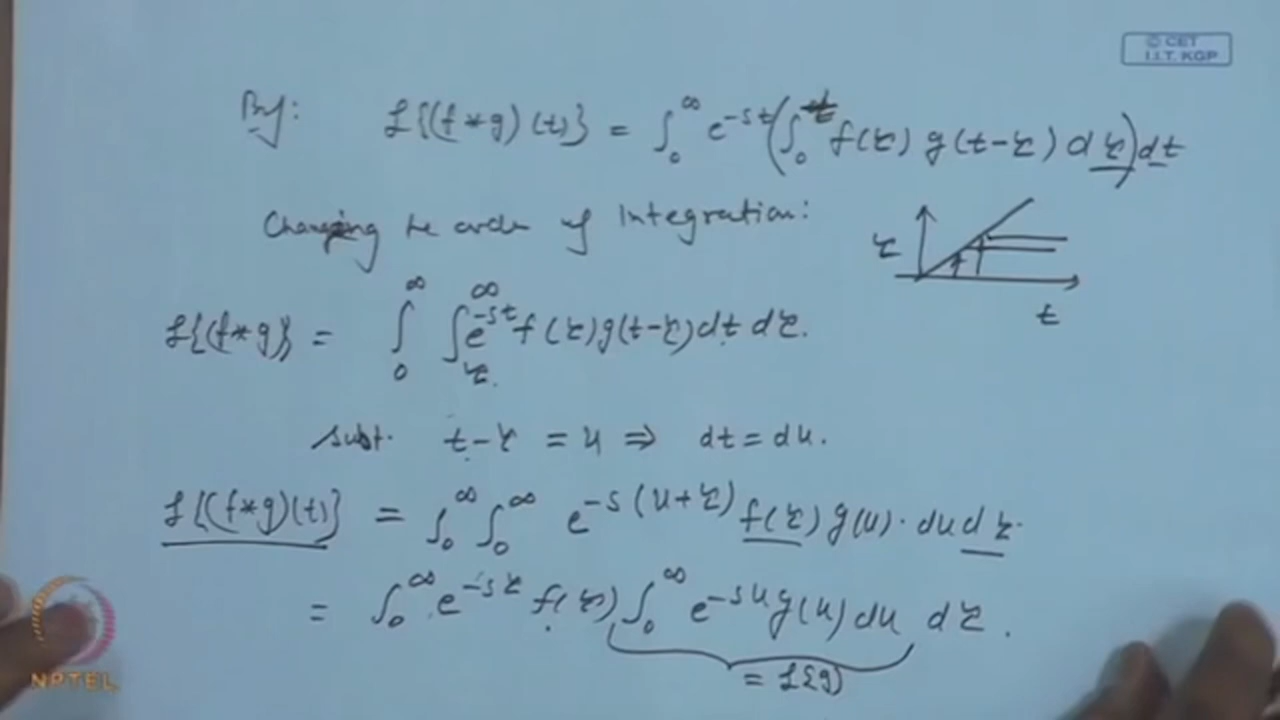 © CET
I.I.T. KGP
Pf: L{(f*g)(t)} = ∫₀^∞ e^{-st}(∫₀^t f(τ) g(t-τ) dτ)dt
Changing the order of Integration:
τ
t
L{f*g} = ∫₀^∞ ∫_τ^∞ e^{-st} f(τ)g(t-τ)dt dτ.
subst. t-τ = u ⇒ dt = du.
L{(f*g)(t)} = ∫₀^∞ ∫₀^∞ e^{-s(u+τ)} f(τ) g(u)· du dτ.
= ∫₀^∞ e^{-sτ} f(τ) ∫₀^∞ e^{-su} g(u) du dτ.
= L{g}
NPTEL